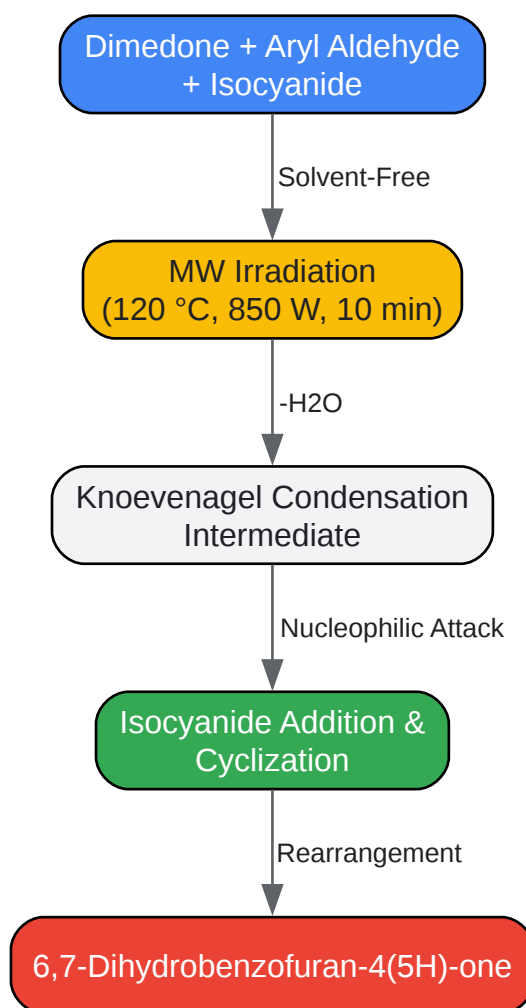 Dimedone + Aryl Aldehyde
+ Isocyanide
Solvent-Free
MW Irradiation
(120 °C, 850 W, 10 min)
-H2O
Knoevenagel Condensation
Intermediate
Nucleophilic Attack
Isocyanide Addition &
Cyclization
Rearrangement
6,7-Dihydrobenzofuran-4(5H)-one